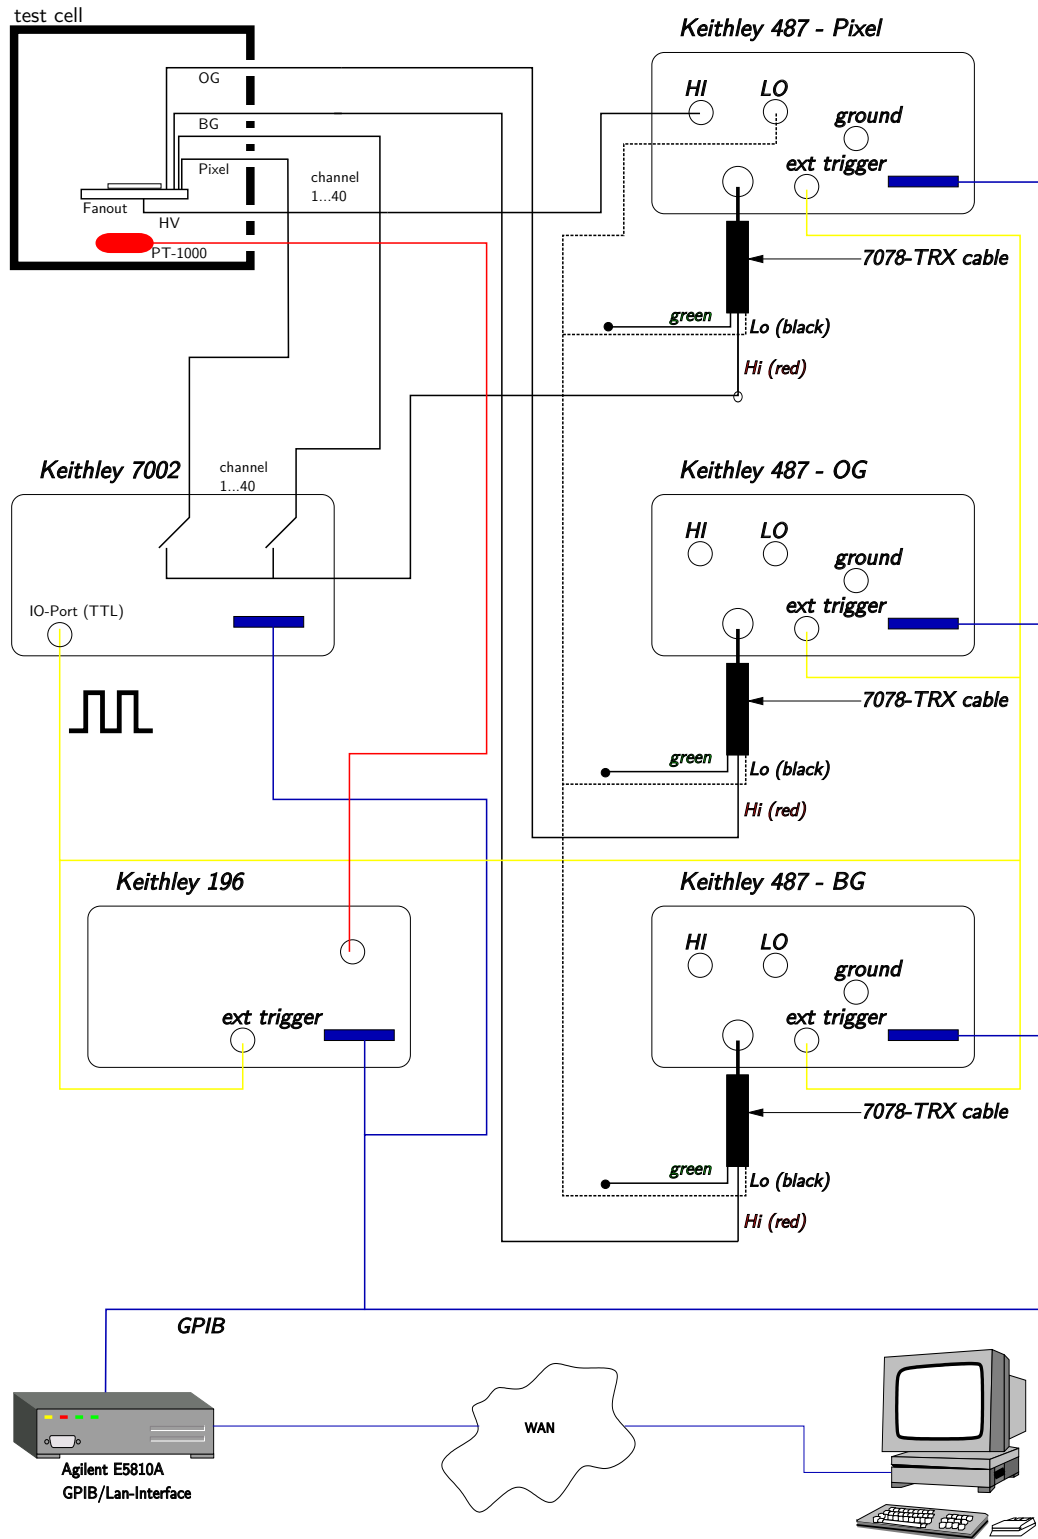 test cell
Keithley 487 - Pixel
OG
HI
LO
BG
ground
ext trigger
Pixel
channel
1...40
Fanout
HV
PT-1000
7078-TRX cable
green
Lo (black)
Hi (red)
Keithley 7002
channel
1...40
Keithley 487 - OG
HI
LO
ground
IO-Port (TTL)
ext trigger
7078-TRX cable
green
Lo (black)
Hi (red)
Keithley 196
Keithley 487 - BG
HI
LO
ground
ext trigger
ext trigger
7078-TRX cable
green
Lo (black)
Hi (red)
GPIB
WAN
Agilent E5810A
GPIB/Lan-Interface